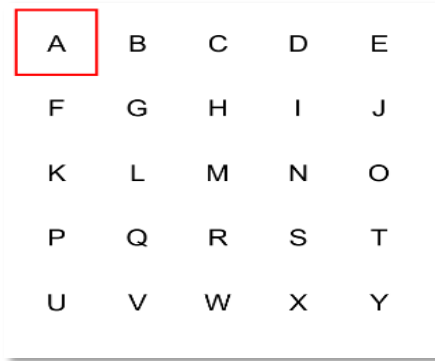 A B C D E
F G H I J
K L M N O
P Q R S T
U V W X Y